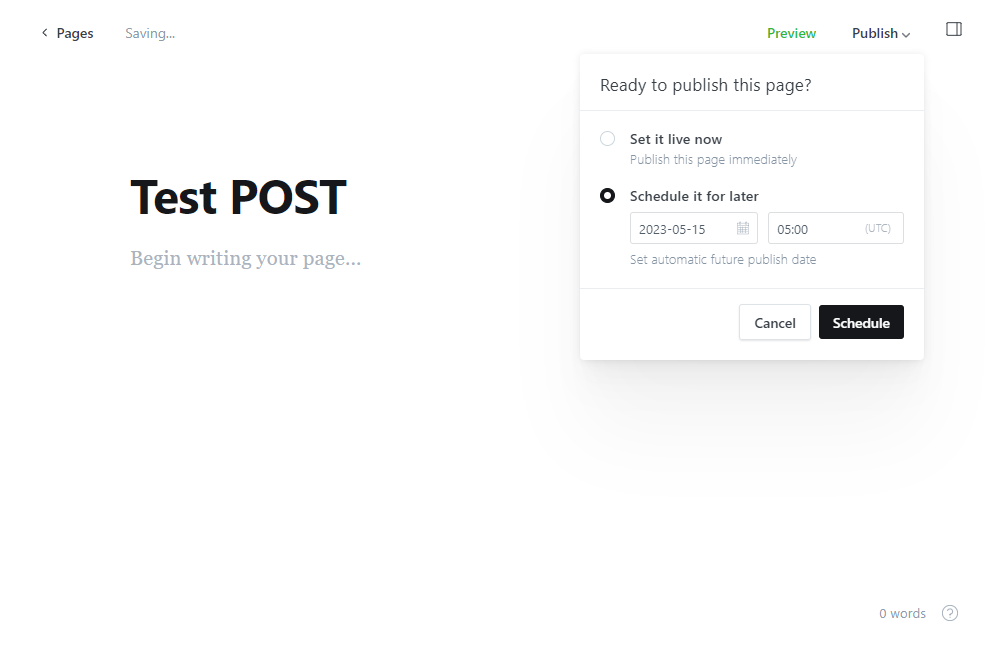 Pages
Saving...
Preview
Publish
Ready to publish this page?
Set it live now
Publish this page immediately
Schedule it for later
2023-05-15
05:00
(UTC)
Set automatic future publish date
Cancel
Schedule
Test POST
Begin writing your page...
0 words
?